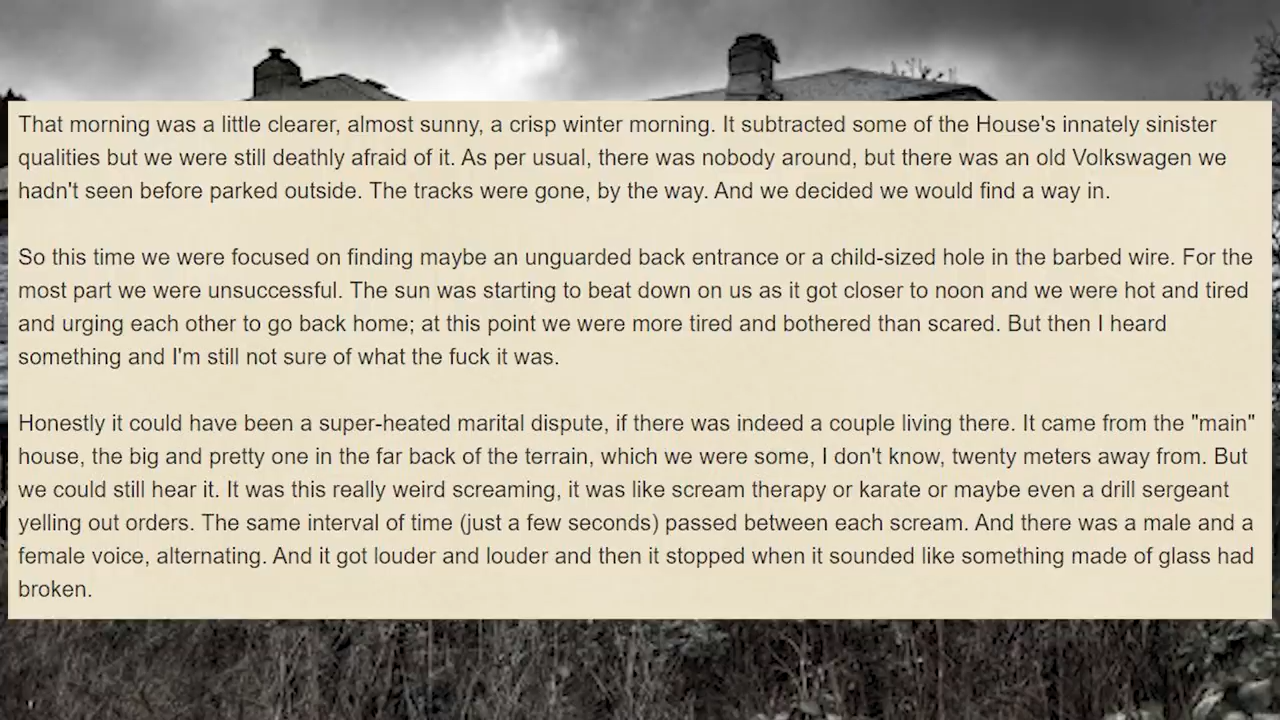 That morning was a little clearer, almost sunny, a crisp winter morning. It subtracted some of the House's innately sinister
qualities but we were still deathly afraid of it. As per usual, there was nobody around, but there was an old Volkswagen we
hadn't seen before parked outside. The tracks were gone, by the way. And we decided we would find a way in.
So this time we were focused on finding maybe an unguarded back entrance or a child-sized hole in the barbed wire. For the
most part we were unsuccessful. The sun was starting to beat down on us as it got closer to noon and we were hot and tired
and urging each other to go back home; at this point we were more tired and bothered than scared. But then I heard
something and I'm still not sure of what the fuck it was.
Honestly it could have been a super-heated marital dispute, if there was indeed a couple living there. It came from the "main"
house, the big and pretty one in the far back of the terrain, which we were some, I don't know, twenty meters away from. But
we could still hear it. It was this really weird screaming, it was like scream therapy or karate or maybe even a drill sergeant
yelling out orders. The same interval of time (just a few seconds) passed between each scream. And there was a male and a
female voice, alternating. And it got louder and louder and then it stopped when it sounded like something made of glass had
broken.